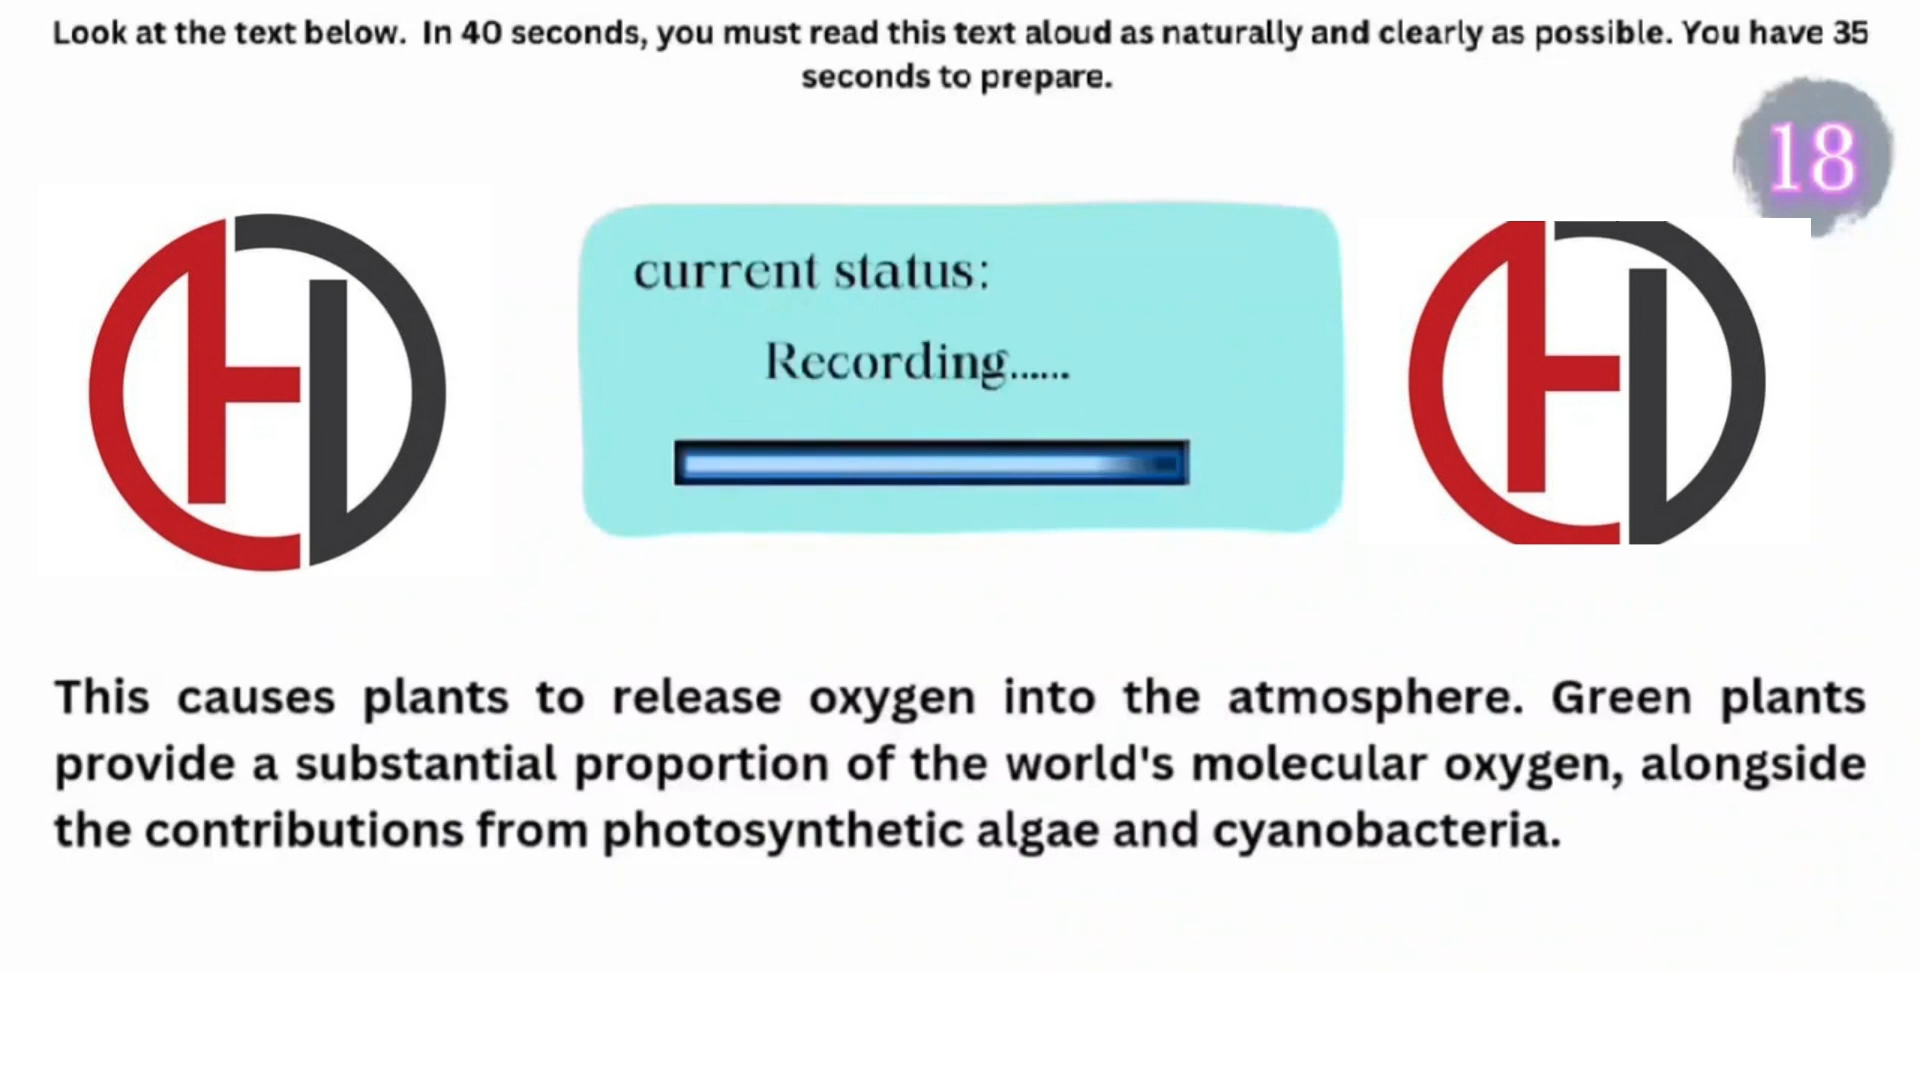 Look at the text below. In 40 seconds, you must read this text aloud as naturally and clearly as possible. You have 35
seconds to prepare.
18
current status:
Recording......
This causes plants to release oxygen into the atmosphere. Green plants
provide a substantial proportion of the world's molecular oxygen, alongside
the contributions from photosynthetic algae and cyanobacteria.